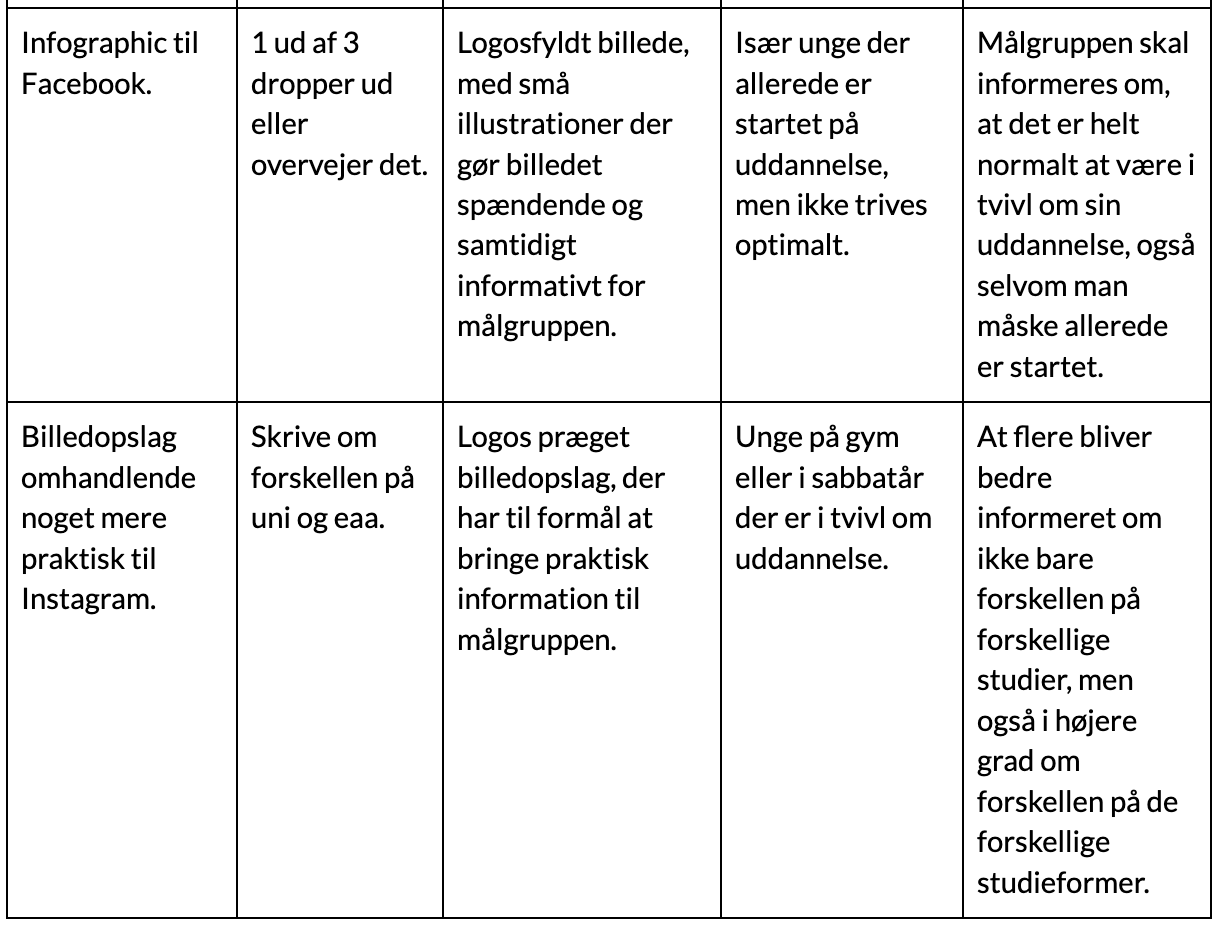 Infographic til
Facebook.
1 ud af 3
dropper ud
eller
overvejer det.
Logosfyldt billede,
med små
illustrationer der
gør billedet
spændende og
samtidigt
informativt for
målgruppen.
Især unge der
allerede er
startet på
uddannelse,
men ikke trives
optimalt.
Målgruppen skal
informeres om,
at det er helt
normalt at være i
tvivl om sin
uddannelse, også
selvom man
måske allerede
er startet.
Billedopslag
omhandlende
noget mere
praktisk til
Instagram.
Skrive om
forskellen på
uni og eaa.
Logos præget
billedopslag, der
har til formål at
bringe praktisk
information til
målgruppen.
Unge på gym
eller i sabbatår
der er i tvivl om
uddannelse.
At flere bliver
bedre
informeret om
ikke bare
forskellen på
forskellige
studier, men
også i højere
grad om
forskellen på de
forskellige
studieformer.